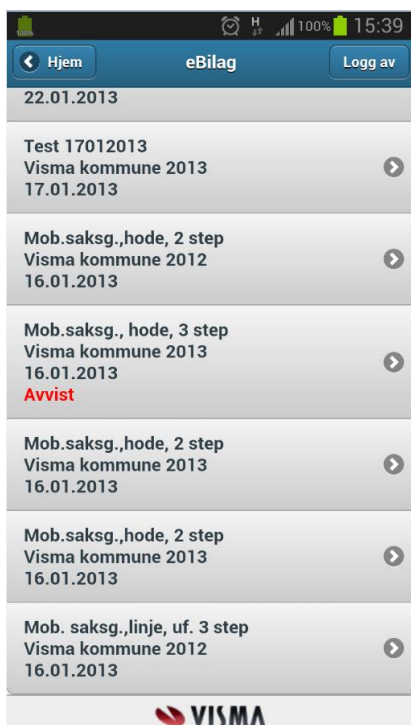 100%
H
100%
15:39
Hjem
eBilag
Logg av
22.01.2013
Test 17012013
Visma kommune 2013
17.01.2013
Mob.saksg.,hode, 2 step
Visma kommune 2012
16.01.2013
Mob.saksg., hode, 3 step
Visma kommune 2013
16.01.2013
Avvist
Mob.saksg.,hode, 2 step
Visma kommune 2013
16.01.2013
Mob.saksg.,hode, 2 step
Visma kommune 2013
16.01.2013
Mob. saksg.,linje, uf. 3 step
Visma kommune 2012
16.01.2013
VISMA